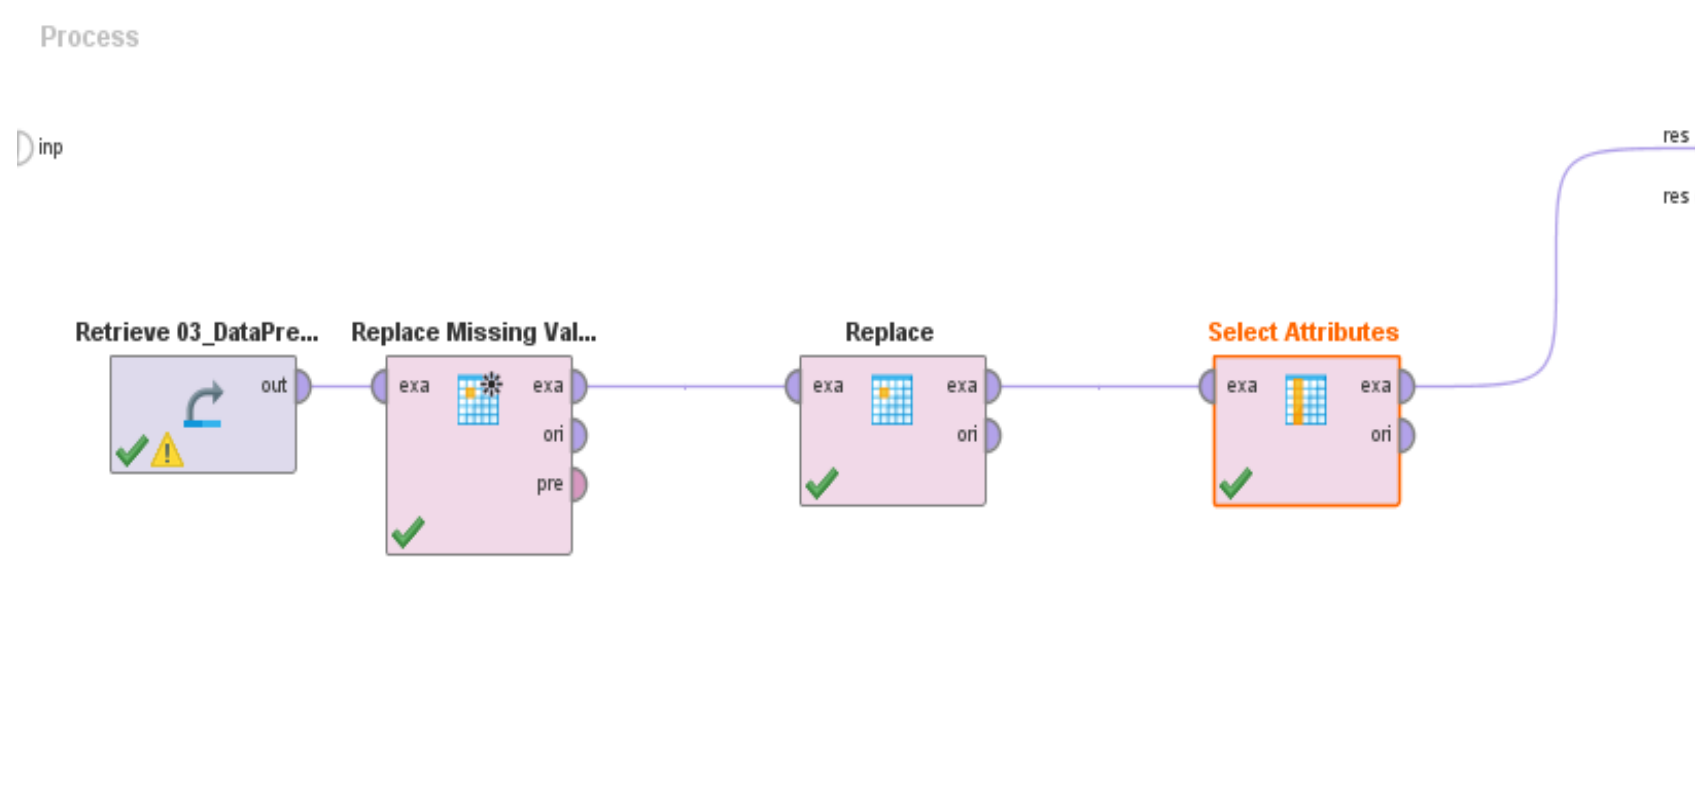 Process
inp
res
res
Retrieve 03_DataPre...
out
Replace Missing Val...
exa
exa
ori
pre
Replace
exa
exa
ori
Select Attributes
exa
exa
ori